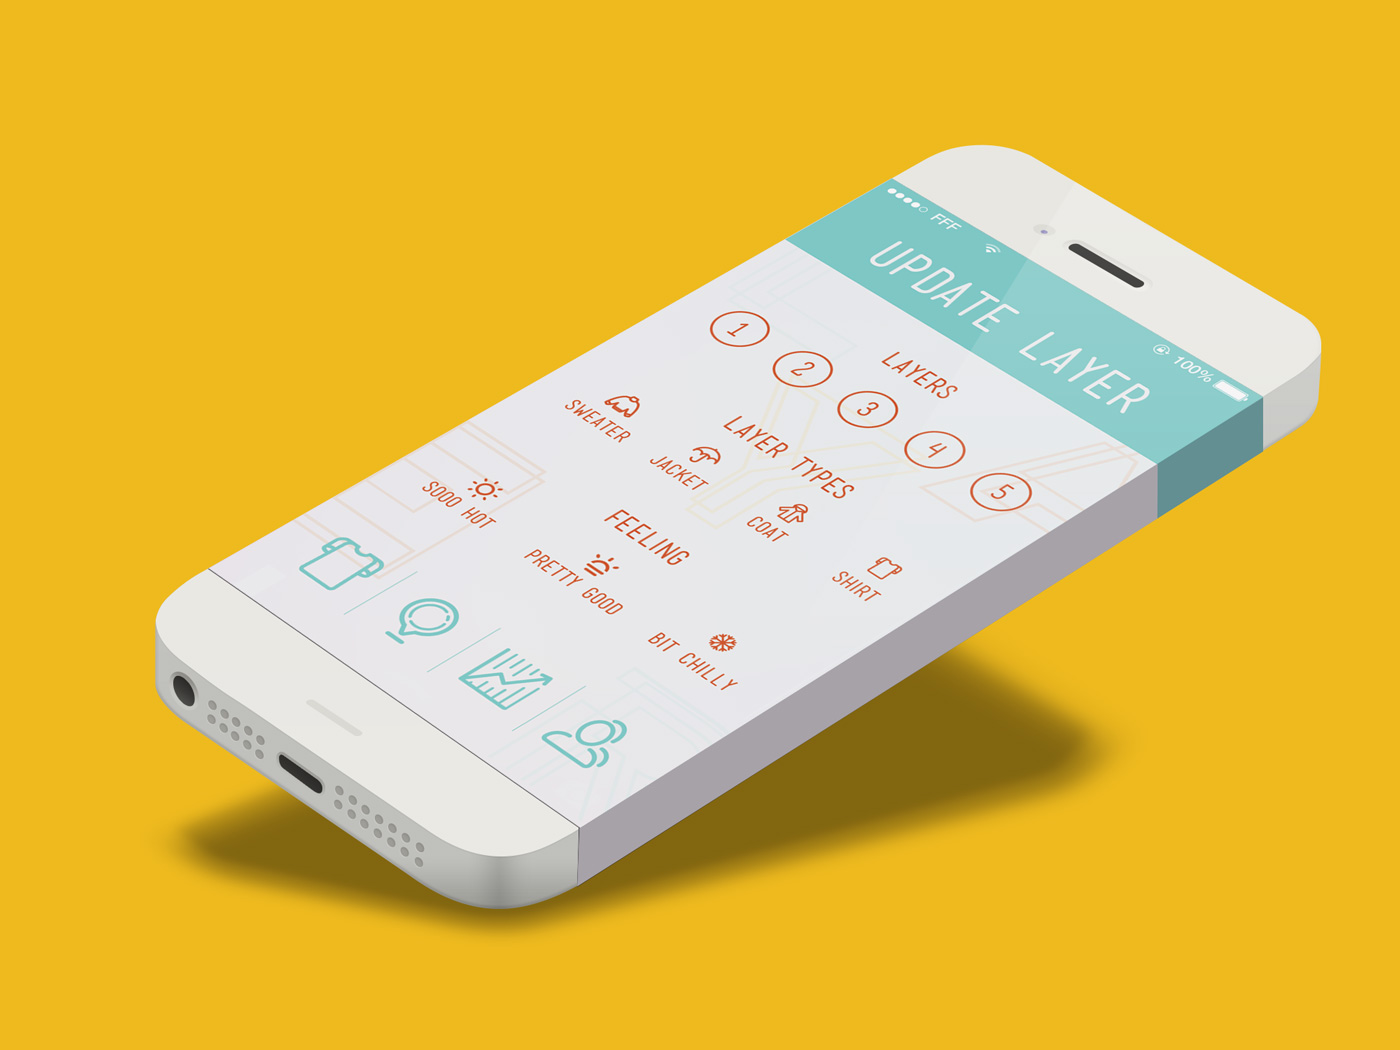 FFF 100%
UPDATE LAYER
LAYERS
1 2 3 4 5
LAYER TYPES
SWEATER JACKET COAT SHIRT
FEELING
SOOO HOT PRETTY GOOD BIT CHILLY